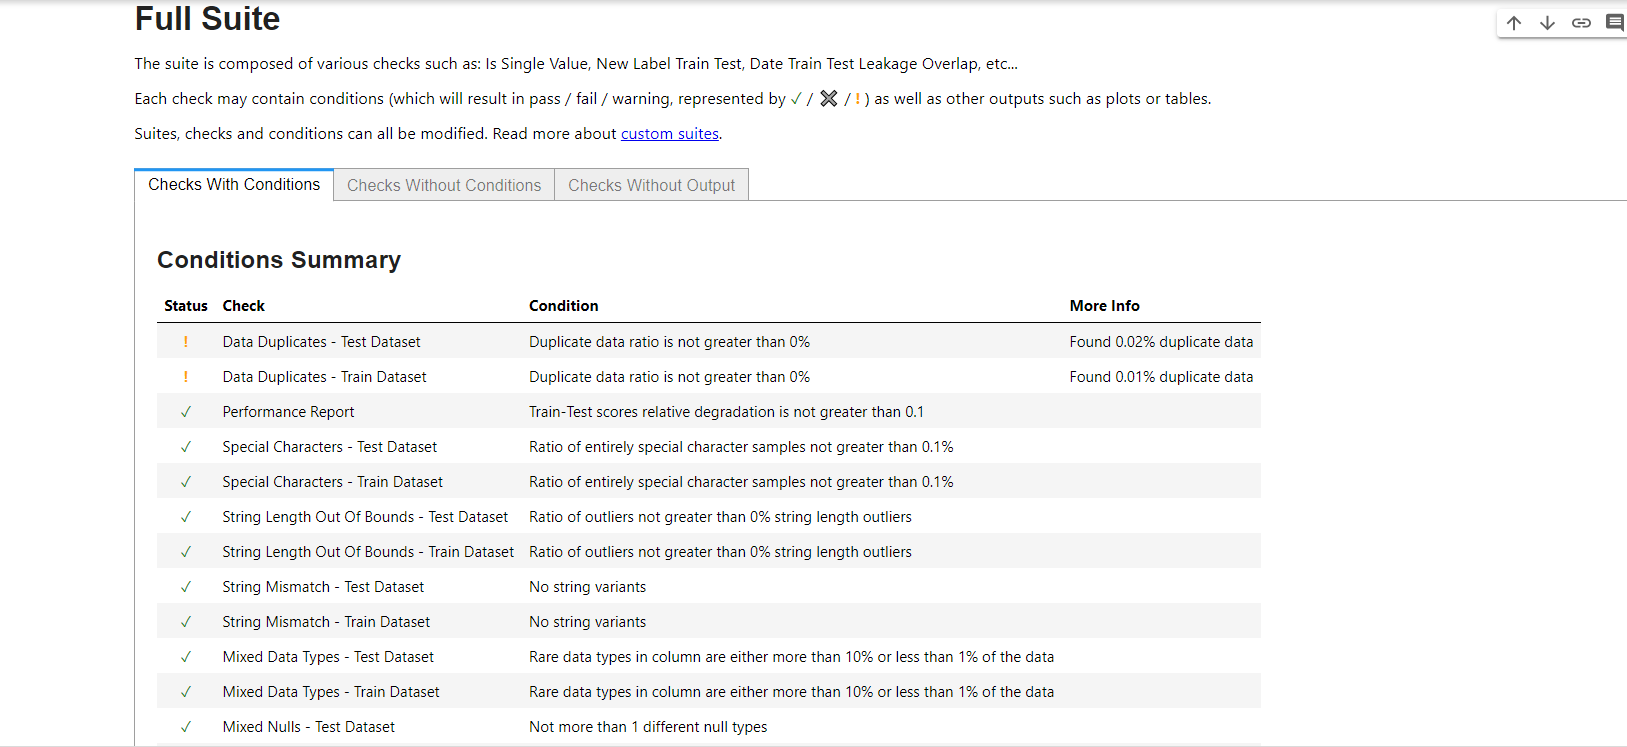 Full Suite
The suite is composed of various checks such as: Is Single Value, New Label Train Test, Date Train Test Leakage Overlap, etc...
Each check may contain conditions (which will result in pass / fail / warning, represented by ✓ / ✖ / ! ) as well as other outputs such as plots or tables.
Suites, checks and conditions can all be modified. Read more about custom suites.
Checks With Conditions Checks Without Conditions Checks Without Output
Conditions Summary
Status Check Condition More Info
! Data Duplicates - Test Dataset Duplicate data ratio is not greater than 0% Found 0.02% duplicate data
! Data Duplicates - Train Dataset Duplicate data ratio is not greater than 0% Found 0.01% duplicate data
✓ Performance Report Train-Test scores relative degradation is not greater than 0.1
✓ Special Characters - Test Dataset Ratio of entirely special character samples not greater than 0.1%
✓ Special Characters - Train Dataset Ratio of entirely special character samples not greater than 0.1%
✓ String Length Out Of Bounds - Test Dataset Ratio of outliers not greater than 0% string length outliers
✓ String Length Out Of Bounds - Train Dataset Ratio of outliers not greater than 0% string length outliers
✓ String Mismatch - Test Dataset No string variants
✓ String Mismatch - Train Dataset No string variants
✓ Mixed Data Types - Test Dataset Rare data types in column are either more than 10% or less than 1% of the data
✓ Mixed Data Types - Train Dataset Rare data types in column are either more than 10% or less than 1% of the data
✓ Mixed Nulls - Test Dataset Not more than 1 different null types